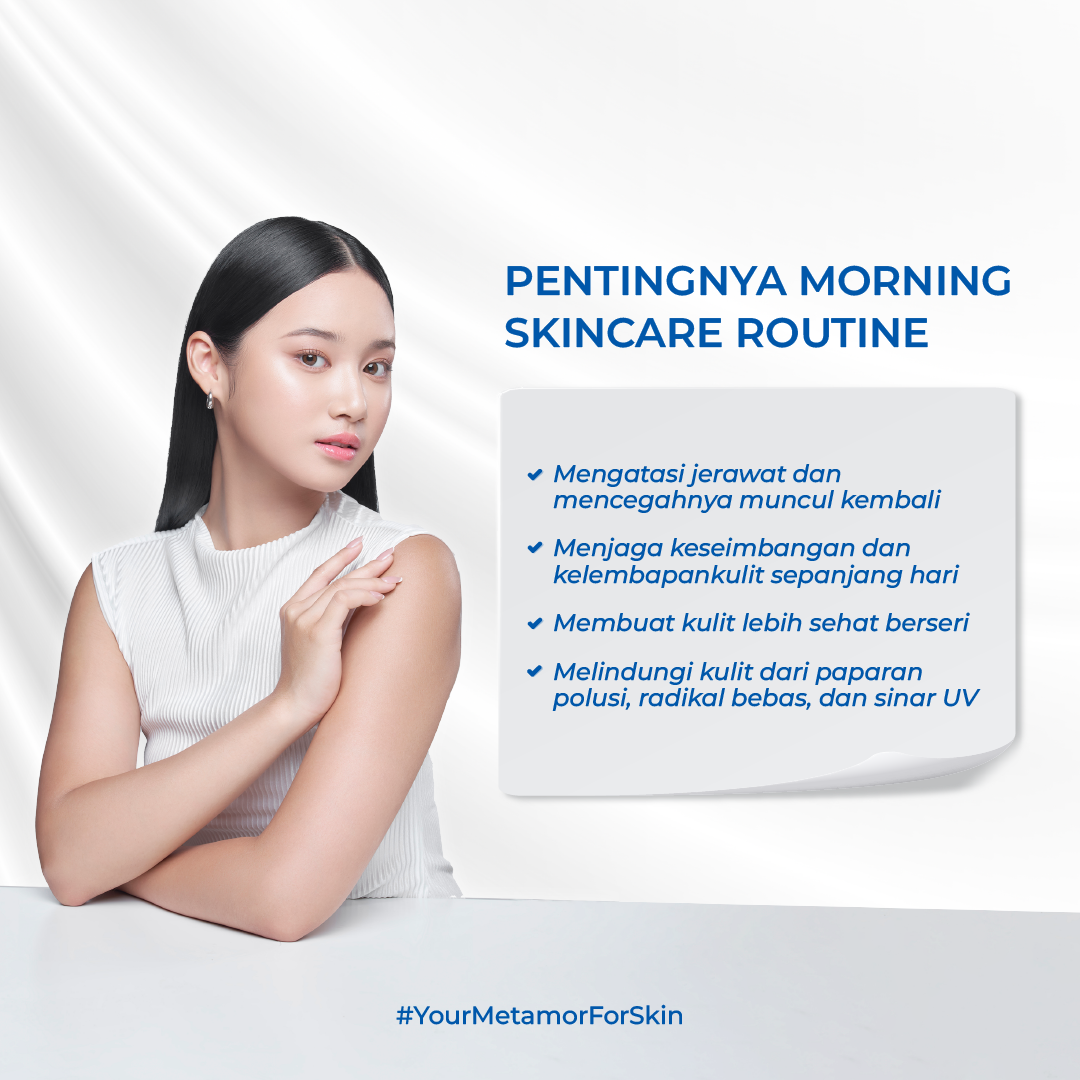 PENTINGNYA MORNING
SKINCARE ROUTINE
Mengatasi jerawat dan
mencegahnya muncul kembali
Menjaga keseimbangan dan
kelembapankulit sepanjang hari
Membuat kulit lebih sehat berseri
Melindungi kulit dari paparan
polusi, radikal bebas, dan sinar UV
#YourMetamorForSkin